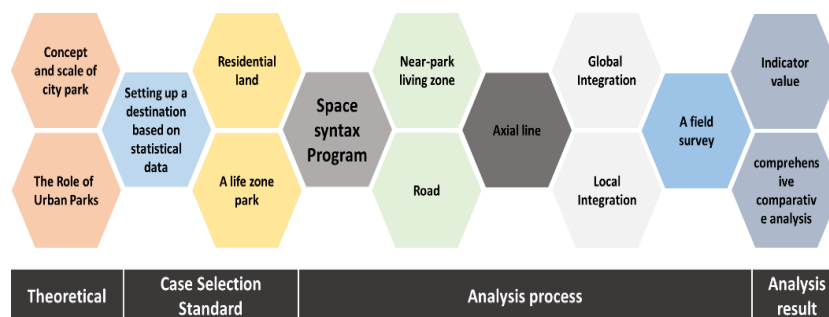 Concept
and scale of
city park
The Role of
Urban Parks
Setting up a
destination
based on
statistical
data
Residential
land
A life zone
park
Space
syntax
Program
Near-park
living zone
Road
Axial line
Global
Integration
Local
Integration
A field
survey
Indicator
value
comprehen
sive
comparativ
e analysis
Theoretical
Case Selection
Standard
Analysis process
Analysis
result